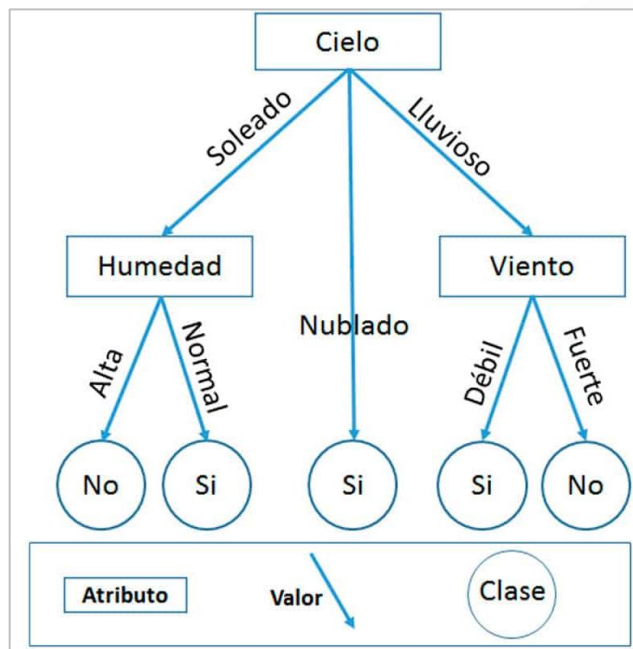 Cielo
Soleado
Lluvioso
Humedad
Viento
Nublado
Alta
Normal
Débil
Fuerte
No
Si
Si
Si
No
Atributo
Valor
Clase